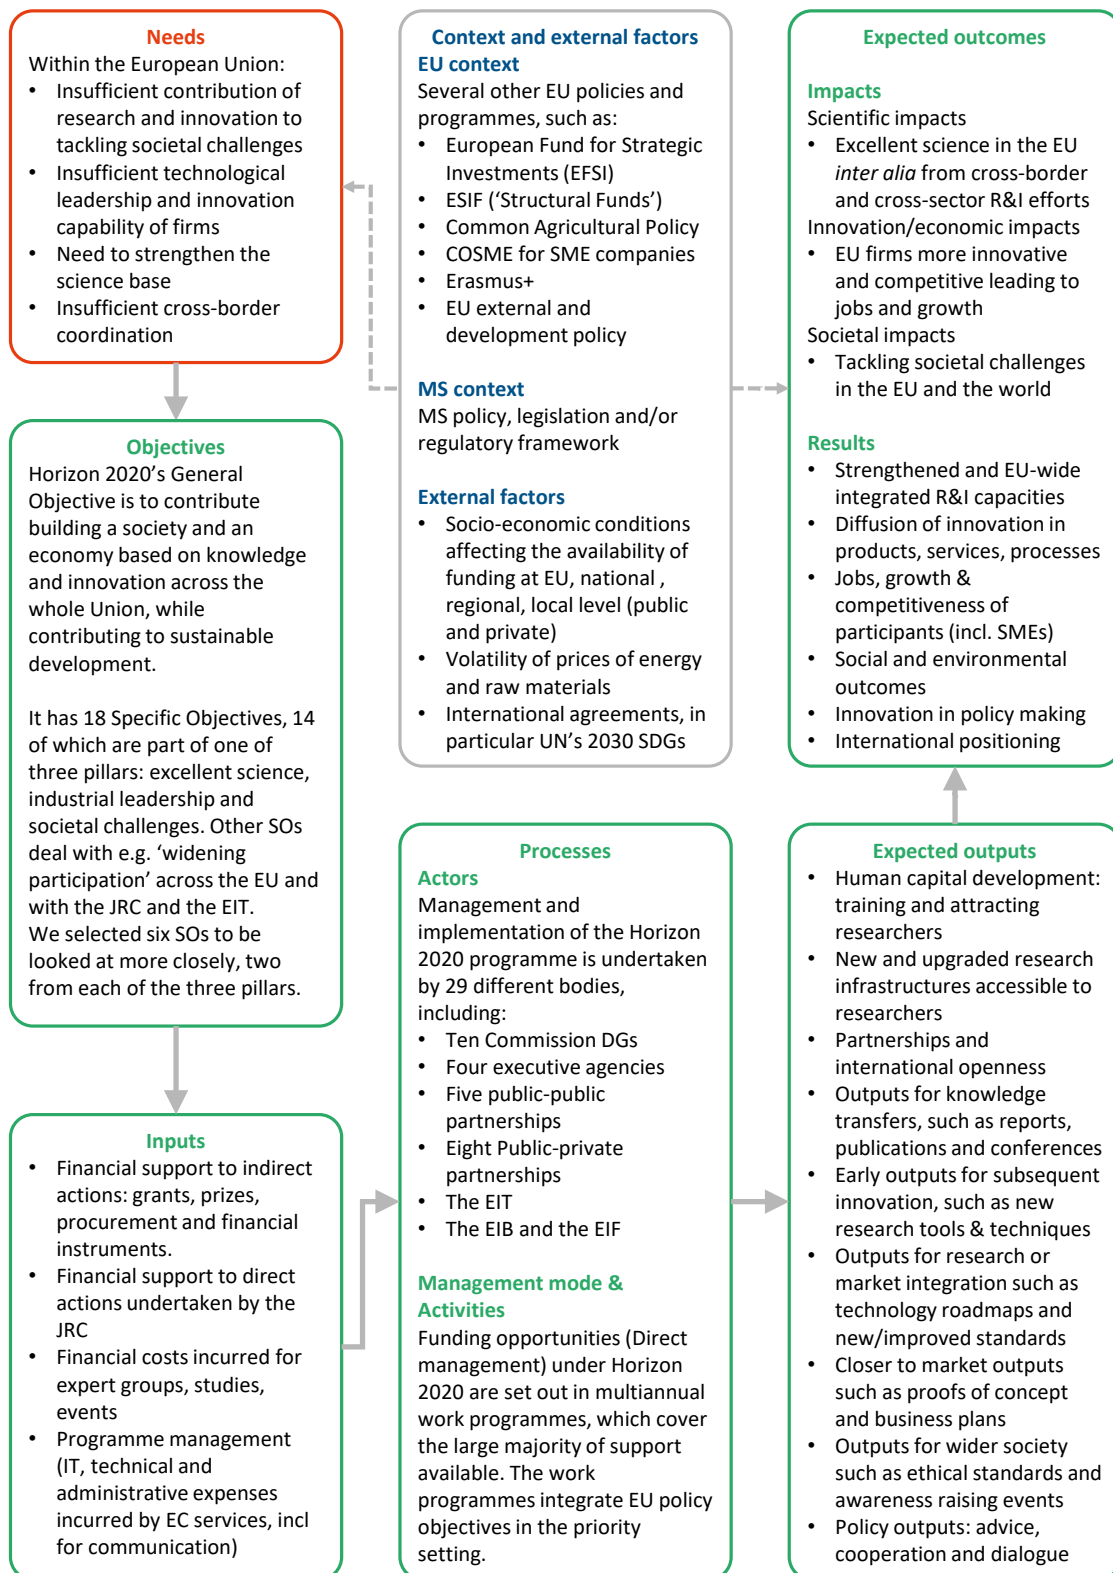 Needs
Within the European Union:
• Insufficient contribution of
research and innovation to
tackling societal challenges
• Insufficient technological
leadership and innovation
capability of firms
• Need to strengthen the
science base
• Insufficient cross-border
coordination
Objectives
Horizon 2020’s General
Objective is to contribute
building a society and an
economy based on knowledge
and innovation across the
whole Union, while
contributing to sustainable
development.
It has 18 Specific Objectives, 14
of which are part of one of
three pillars: excellent science,
industrial leadership and
societal challenges. Other SOs
deal with e.g. ‘widening
participation’ across the EU and
with the JRC and the EIT.
We selected six SOs to be
looked at more closely, two
from each of the three pillars.
Inputs
• Financial support to indirect
actions: grants, prizes,
procurement and financial
instruments.
• Financial support to direct
actions undertaken by the
JRC
• Financial costs incurred for
expert groups, studies,
events
• Programme management
(IT, technical and
administrative expenses
incurred by EC services, incl
for communication)
Context and external factors
EU context
Several other EU policies and
programmes, such as:
• European Fund for Strategic
Investments (EFSI)
• ESIF (‘Structural Funds’)
• Common Agricultural Policy
• COSME for SME companies
• Erasmus+
• EU external and
development policy
MS context
MS policy, legislation and/or
regulatory framework
External factors
• Socio-economic conditions
affecting the availability of
funding at EU, national ,
regional, local level (public
and private)
• Volatility of prices of energy
and raw materials
• International agreements, in
particular UN’s 2030 SDGs
Processes
Actors
Management and
implementation of the Horizon
2020 programme is undertaken
by 29 different bodies,
including:
• Ten Commission DGs
• Four executive agencies
• Five public-public
partnerships
• Eight Public-private
partnerships
• The EIT
• The EIB and the EIF
Management mode &
Activities
Funding opportunities (Direct
management) under Horizon
2020 are set out in multiannual
work programmes, which cover
the large majority of support
available. The work
programmes integrate EU policy
objectives in the priority
setting.
Expected outcomes
Impacts
Scientific impacts
• Excellent science in the EU
inter alia from cross-border
and cross-sector R&I efforts
Innovation/economic impacts
• EU firms more innovative
and competitive leading to
jobs and growth
Societal impacts
• Tackling societal challenges
in the EU and the world
Results
• Strengthened and EU-wide
integrated R&I capacities
• Diffusion of innovation in
products, services, processes
• Jobs, growth &
competitiveness of
participants (incl. SMEs)
• Social and environmental
outcomes
• Innovation in policy making
• International positioning
Expected outputs
• Human capital development:
training and attracting
researchers
• New and upgraded research
infrastructures accessible to
researchers
• Partnerships and
international openness
• Outputs for knowledge
transfers, such as reports,
publications and conferences
• Early outputs for subsequent
innovation, such as new
research tools & techniques
• Outputs for research or
market integration such as
technology roadmaps and
new/improved standards
• Closer to market outputs
such as proofs of concept
and business plans
• Outputs for wider society
such as ethical standards and
awareness raising events
• Policy outputs: advice,
cooperation and dialogue